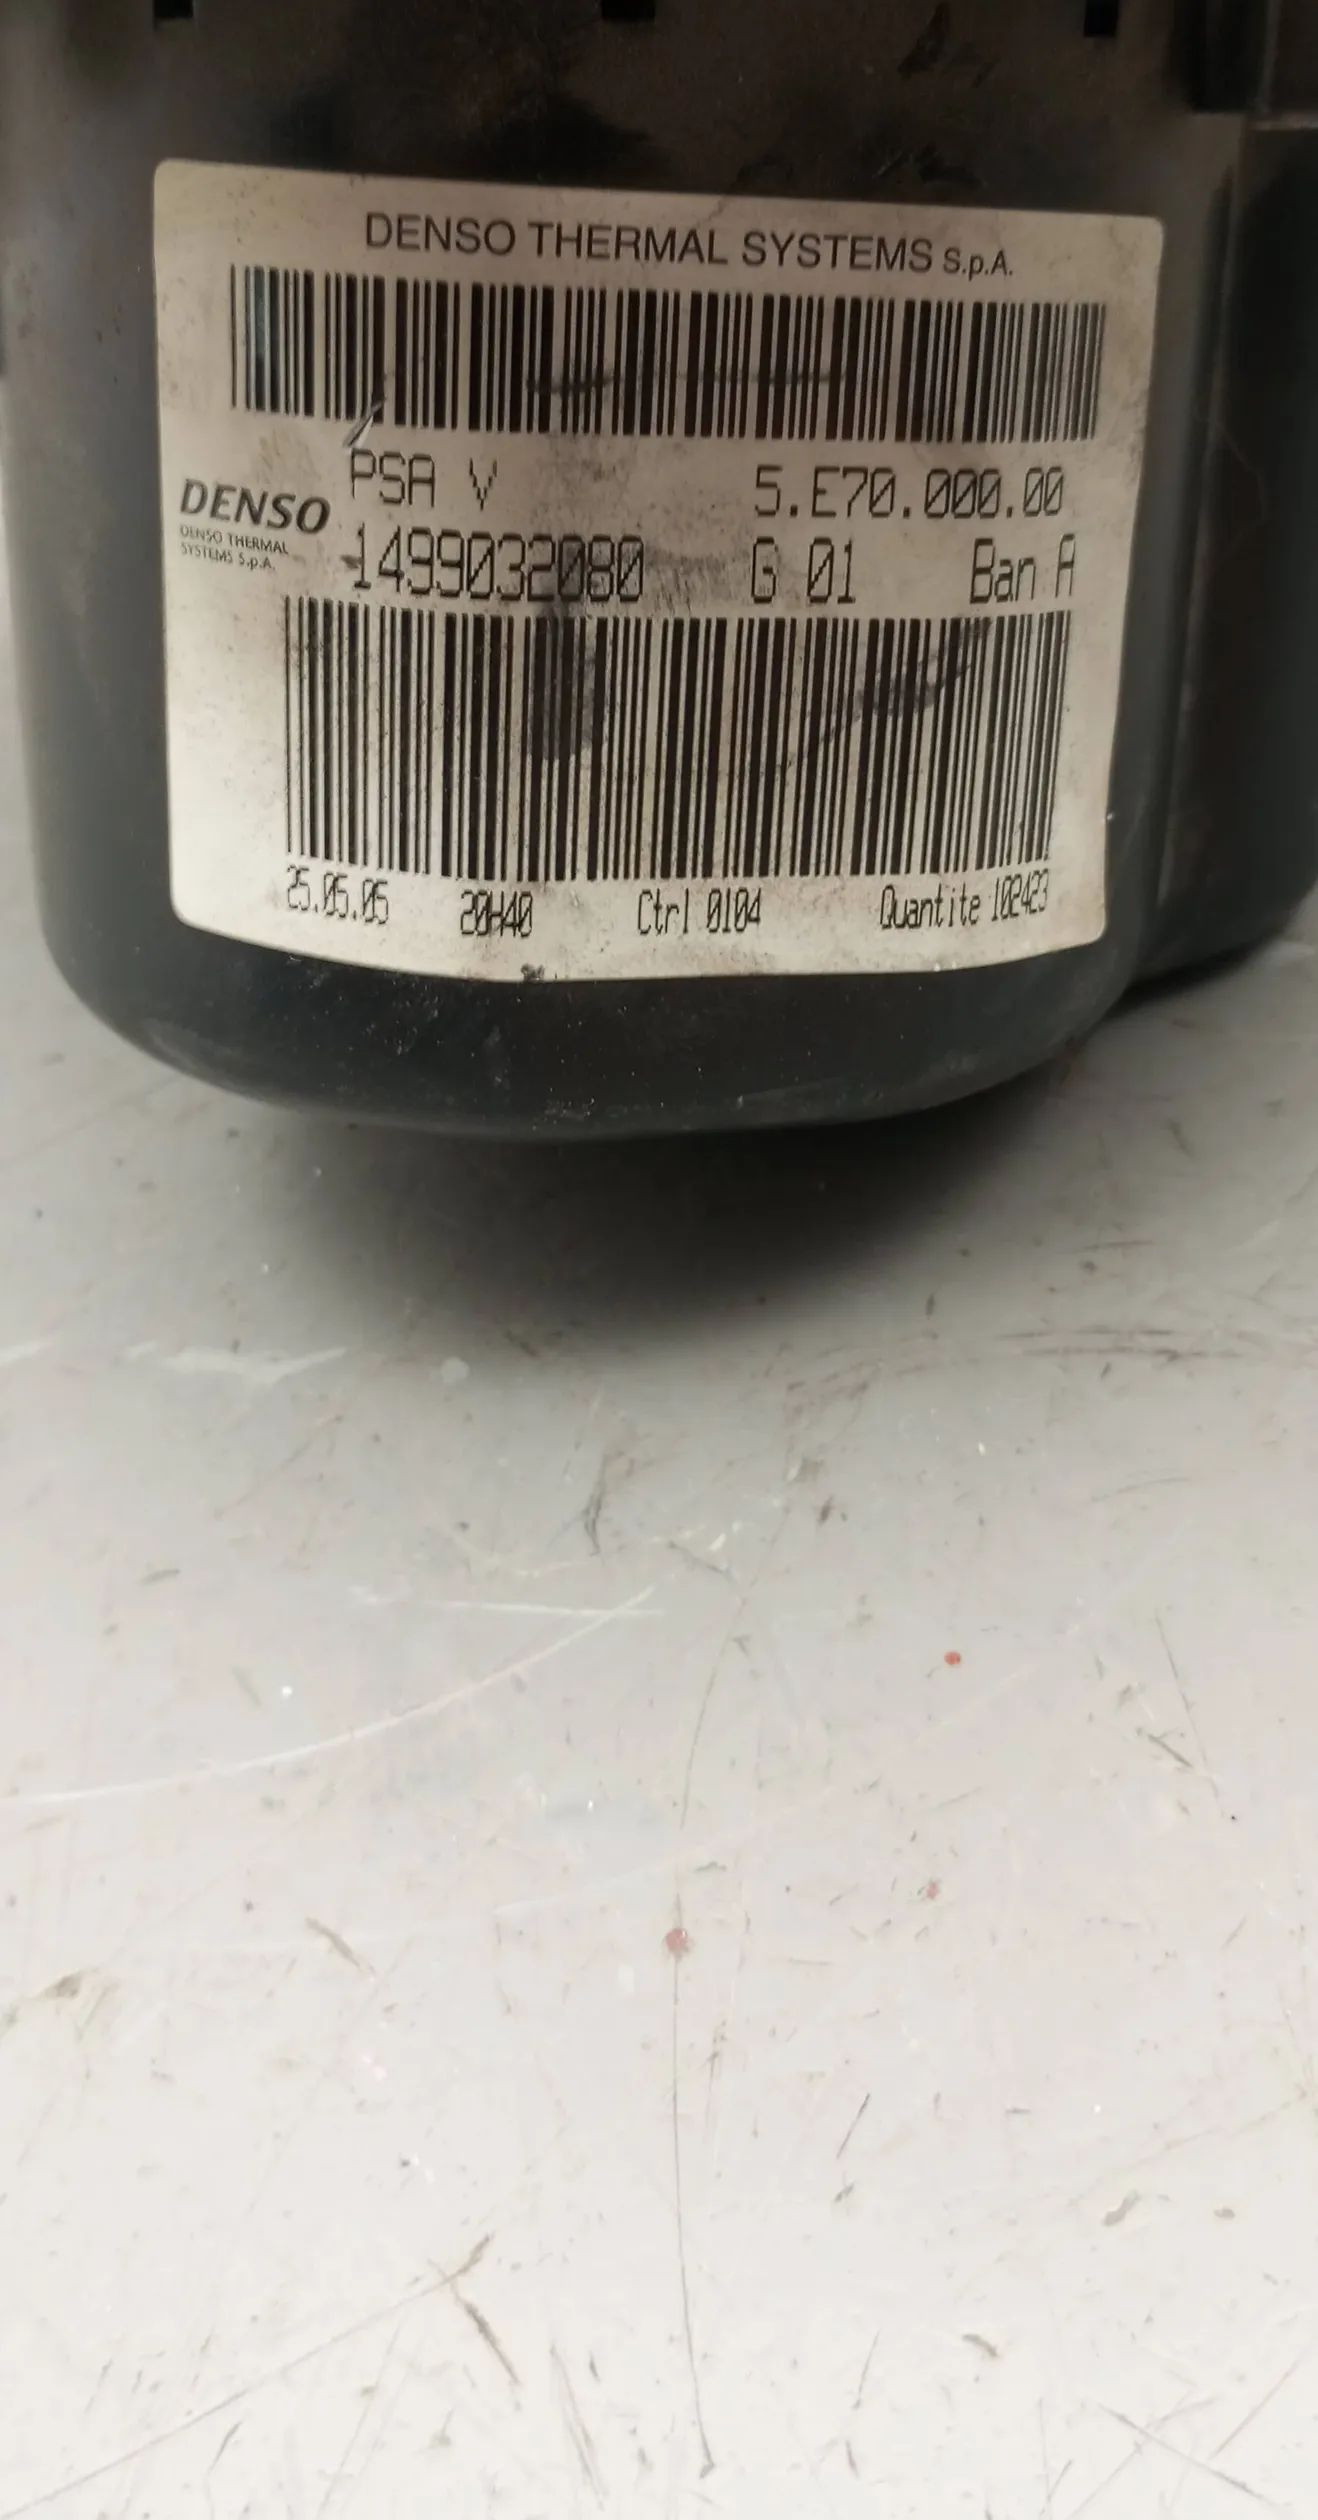 DENSO THERMAL SYSTEMS S.p.A.
PSA V 5.E70.000.00
DENSO
DENSO THERMAL
SYSTEMS S.p.A.
1499032080 G 01 Ban A
25.05.05 20H40 Ctrl 0104 Quantite 102423